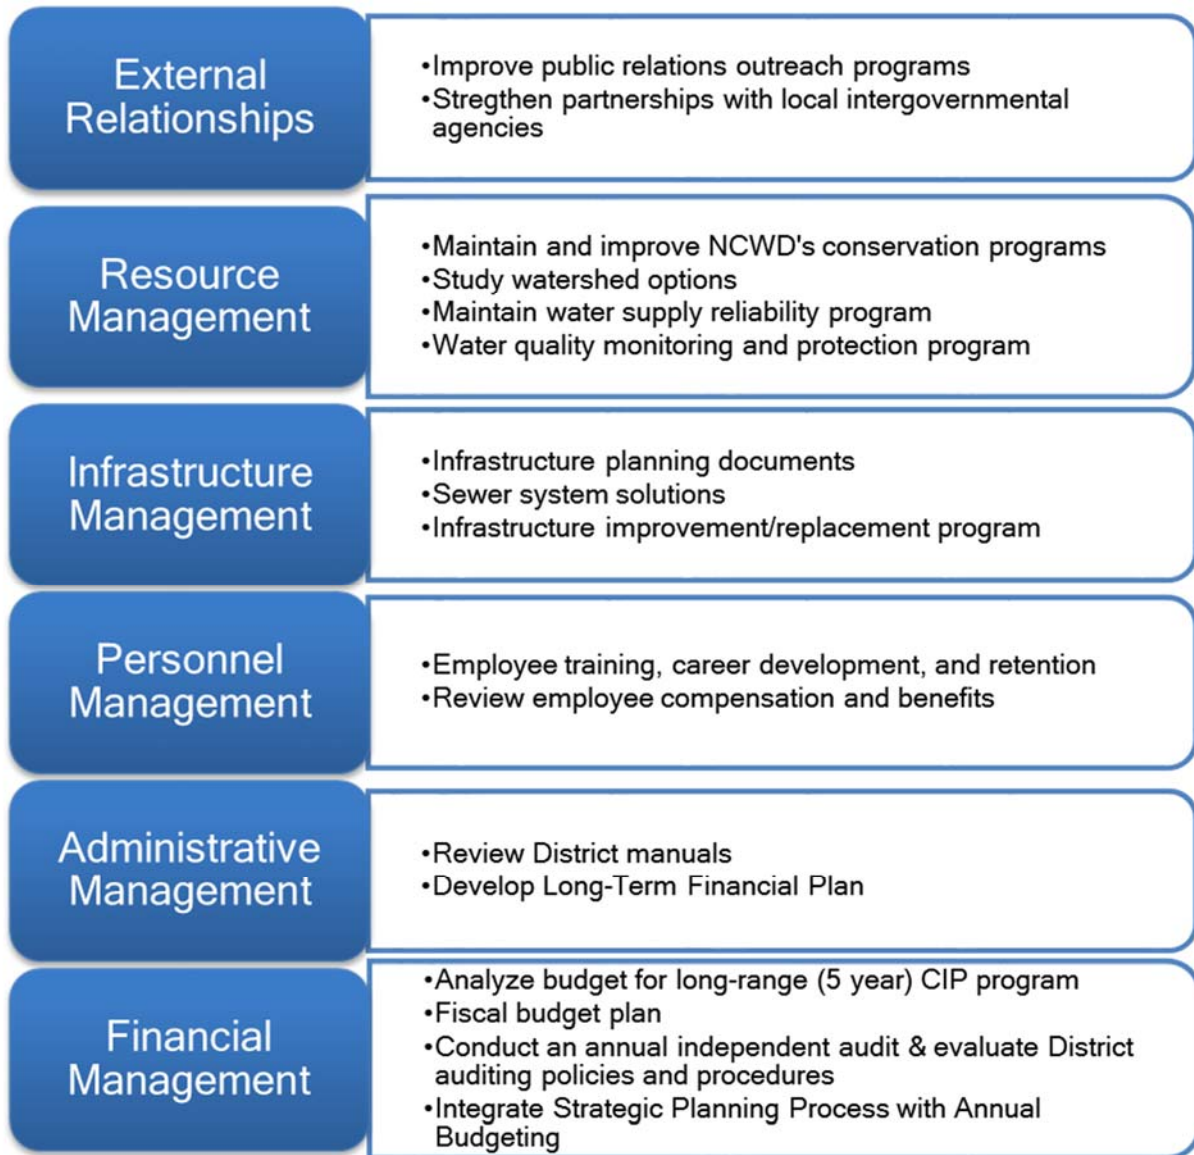 External
Relationships
•Improve public relations outreach programs
•Stregthen partnerships with local intergovernmental
agencies
Resource
Management
•Maintain and improve NCWD's conservation programs
•Study watershed options
•Maintain water supply reliability program
•Water quality monitoring and protection program
Infrastructure
Management
•Infrastructure planning documents
•Sewer system solutions
•Infrastructure improvement/replacement program
Personnel
Management
•Employee training, career development, and retention
•Review employee compensation and benefits
Administrative
Management
•Review District manuals
•Develop Long-Term Financial Plan
Financial
Management
•Analyze budget for long-range (5 year) CIP program
•Fiscal budget plan
•Conduct an annual independent audit & evaluate District
auditing policies and procedures
•Integrate Strategic Planning Process with Annual
Budgeting